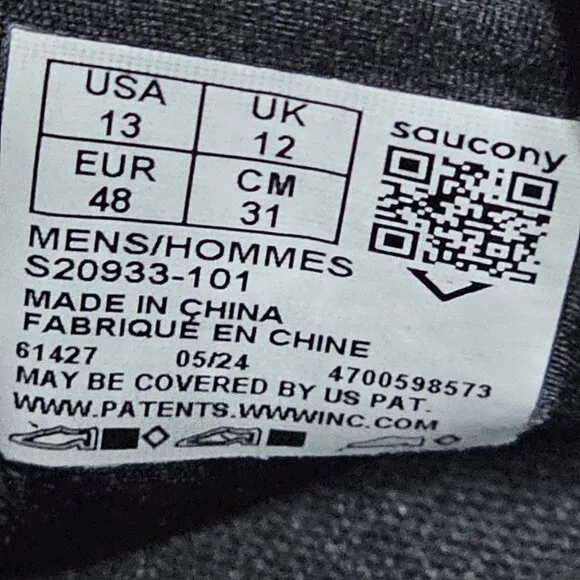 USA 13 UK 12
EUR 48 CM 31
saucony
MENS/HOMMES
S20933-101
MADE IN CHINA
FABRIQUÉ EN CHINE
61427 05/24 4700598573
MAY BE COVERED BY US PAT.
WWW.PATENTS.WWWINC.COM